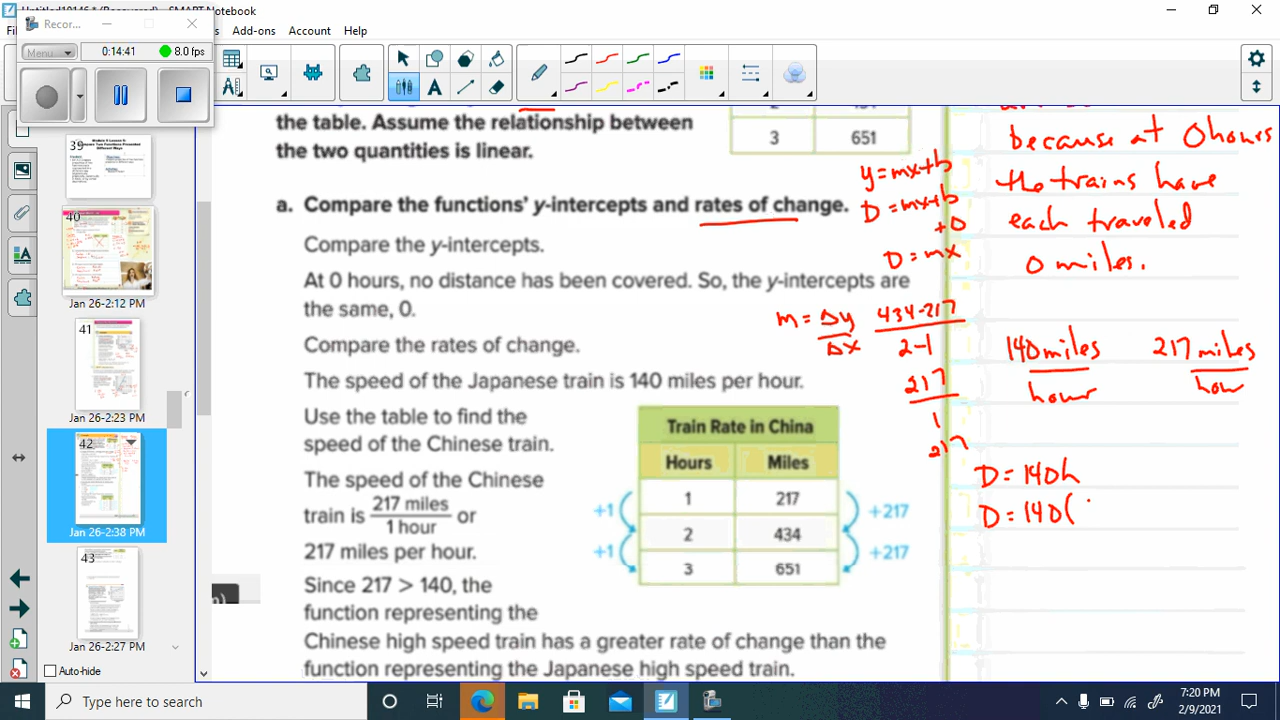 SMART Notebook
Recor...
Add-ons Account Help
Menu
0:14:41
8.0 fps
39
40
Jan 26-2:12 PM
41
Jan 26-2:23 PM
42
Jan 26-2:38 PM
43
Jan 26-2:27 PM
Auto-hide
the table. Assume the relationship between
the two quantities is linear.
3 651
a. Compare the functions' y-intercepts and rates of change.
Compare the y-intercepts.
At 0 hours, no distance has been covered. So, the y-intercepts are
the same, 0.
Compare the rates of change.
The speed of the Japanese train is 140 miles per hour.
Use the table to find the
speed of the Chinese train.
The speed of the Chinese
train is 217 miles / 1 hour or
217 miles per hour.
Since 217 > 140, the
function representing the
Chinese high speed train has a greater rate of change than the
function representing the Japanese high speed train.
Train Rate in China
Hours Miles
1 217
2 434
3 651
+1
+1
+217
+217
y=mx+b
D=mx+b
+0
D=mx
m = Δy/Δx
434-217
2-1
217
1
217
because at 0 hours
the trains have
each traveled
0 miles.
140 miles
hour
217 miles
hour
D = 140h
D = 140(
Type here to search
7:20 PM
2/9/2021